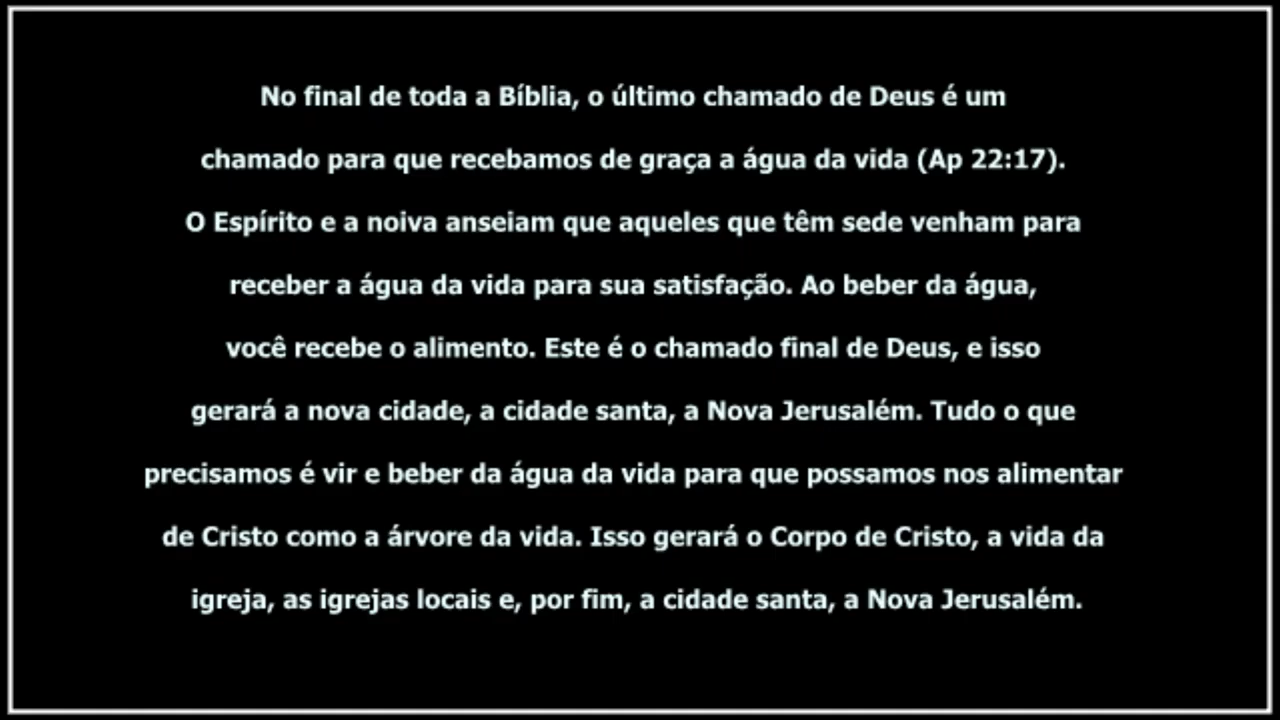 No final de toda a Bíblia, o último chamado de Deus é um
chamado para que recebamos de graça a água da vida (Ap 22:17).
O Espírito e a noiva anseiam que aqueles que têm sede venham para
receber a água da vida para sua satisfação. Ao beber da água,
você recebe o alimento. Este é o chamado final de Deus, e isso
gerará a nova cidade, a cidade santa, a Nova Jerusalém. Tudo o que
precisamos é vir e beber da água da vida para que possamos nos alimentar
de Cristo como a árvore da vida. Isso gerará o Corpo de Cristo, a vida da
igreja, as igrejas locais e, por fim, a cidade santa, a Nova Jerusalém.